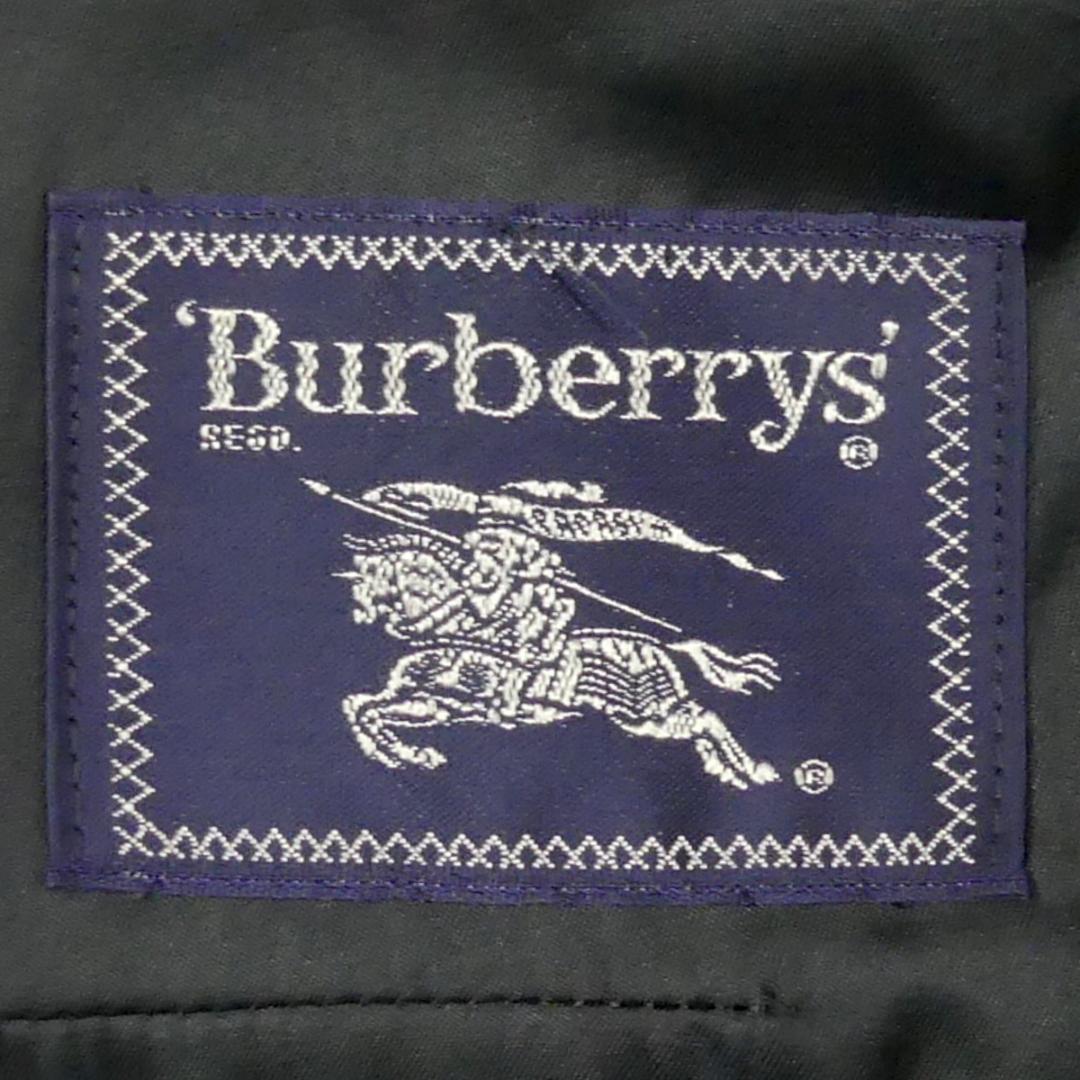 ‘Burberrys’
REGD. ®
®